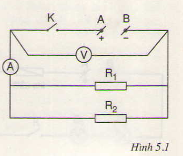 K A B
+ −
V
A
R₁
R₂
Hình 5.1